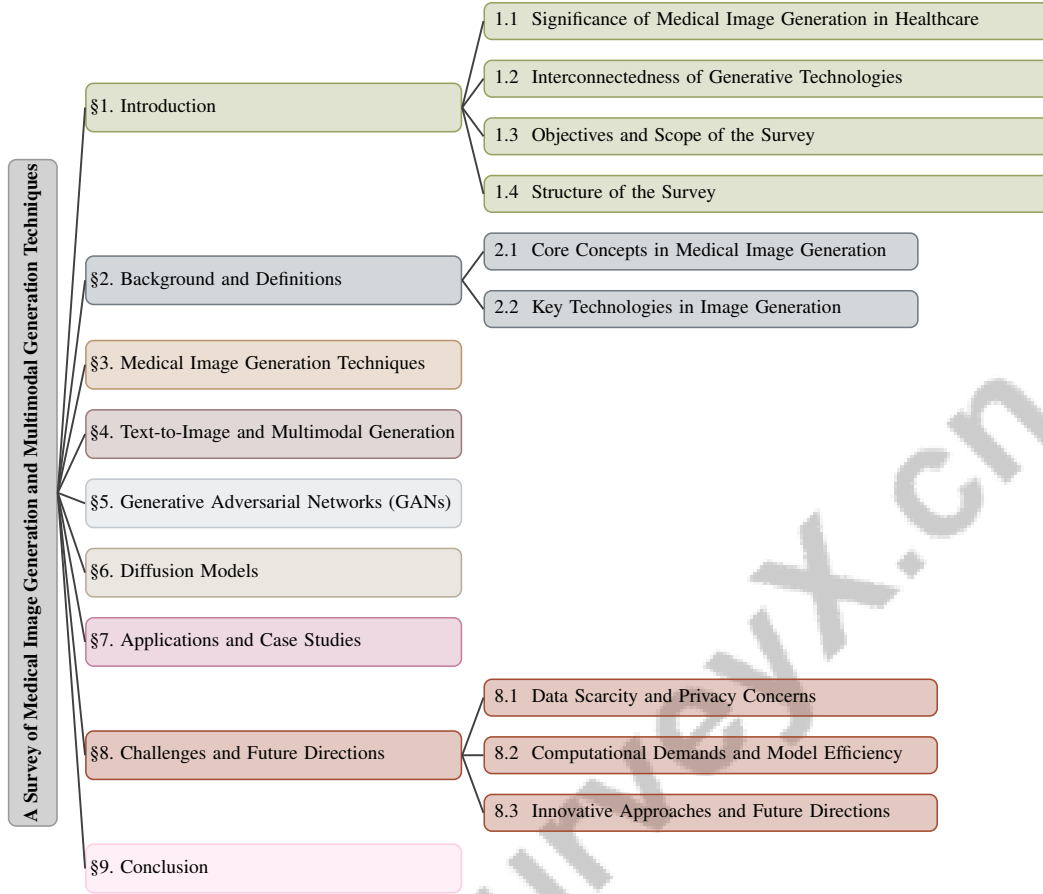 A Survey of Medical Image Generation and Multimodal Generation Techniques
§1. Introduction
1.1 Significance of Medical Image Generation in Healthcare
1.2 Interconnectedness of Generative Technologies
1.3 Objectives and Scope of the Survey
1.4 Structure of the Survey
§2. Background and Definitions
2.1 Core Concepts in Medical Image Generation
2.2 Key Technologies in Image Generation
§3. Medical Image Generation Techniques
§4. Text-to-Image and Multimodal Generation
§5. Generative Adversarial Networks (GANs)
§6. Diffusion Models
§7. Applications and Case Studies
§8. Challenges and Future Directions
8.1 Data Scarcity and Privacy Concerns
8.2 Computational Demands and Model Efficiency
8.3 Innovative Approaches and Future Directions
§9. Conclusion
urveyx.cn